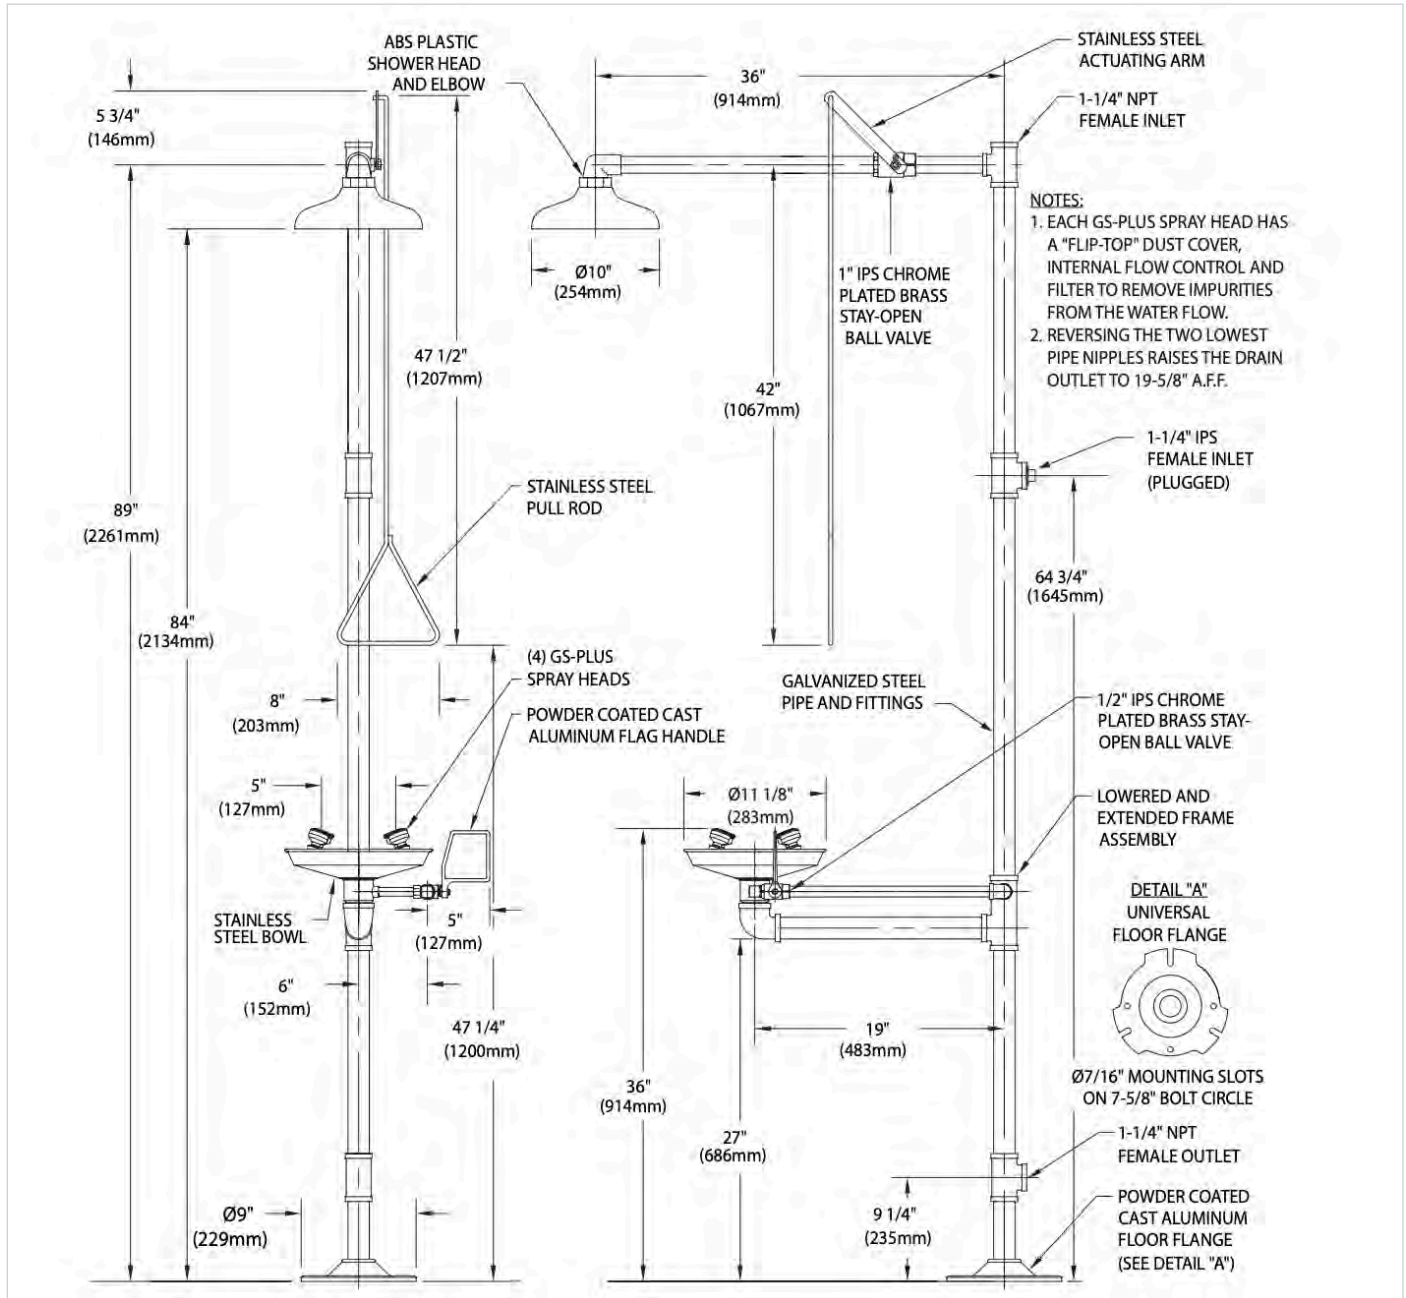 ABS PLASTIC
SHOWER HEAD
AND ELBOW
5 3/4"
(146mm)
36"
(914mm)
STAINLESS STEEL
ACTUATING ARM
1-1/4" NPT
FEMALE INLET
NOTES:
1. EACH GS-PLUS SPRAY HEAD HAS
A "FLIP-TOP" DUST COVER,
INTERNAL FLOW CONTROL AND
FILTER TO REMOVE IMPURITIES
FROM THE WATER FLOW.
2. REVERSING THE TWO LOWEST
PIPE NIPPLES RAISES THE DRAIN
OUTLET TO 19-5/8" A.F.F.
Ø10"
(254mm)
1" IPS CHROME
PLATED BRASS
STAY-OPEN
BALL VALVE
47 1/2"
(1207mm)
42"
(1067mm)
1-1/4" IPS
FEMALE INLET
(PLUGGED)
STAINLESS STEEL
PULL ROD
89"
(2261mm)
64 3/4"
(1645mm)
84"
(2134mm)
(4) GS-PLUS
SPRAY HEADS
8"
(203mm)
POWDER COATED CAST
ALUMINUM FLAG HANDLE
GALVANIZED STEEL
PIPE AND FITTINGS
1/2" IPS CHROME
PLATED BRASS STAY-
OPEN BALL VALVE
5"
(127mm)
Ø11 1/8"
(283mm)
LOWERED AND
EXTENDED FRAME
ASSEMBLY
STAINLESS
STEEL BOWL
5"
(127mm)
DETAIL "A"
UNIVERSAL
FLOOR FLANGE
6"
(152mm)
47 1/4"
(1200mm)
19"
(483mm)
36"
(914mm)
Ø7/16" MOUNTING SLOTS
ON 7-5/8" BOLT CIRCLE
27"
(686mm)
1-1/4" NPT
FEMALE OUTLET
Ø9"
(229mm)
9 1/4"
(235mm)
POWDER COATED
CAST ALUMINUM
FLOOR FLANGE
(SEE DETAIL "A")